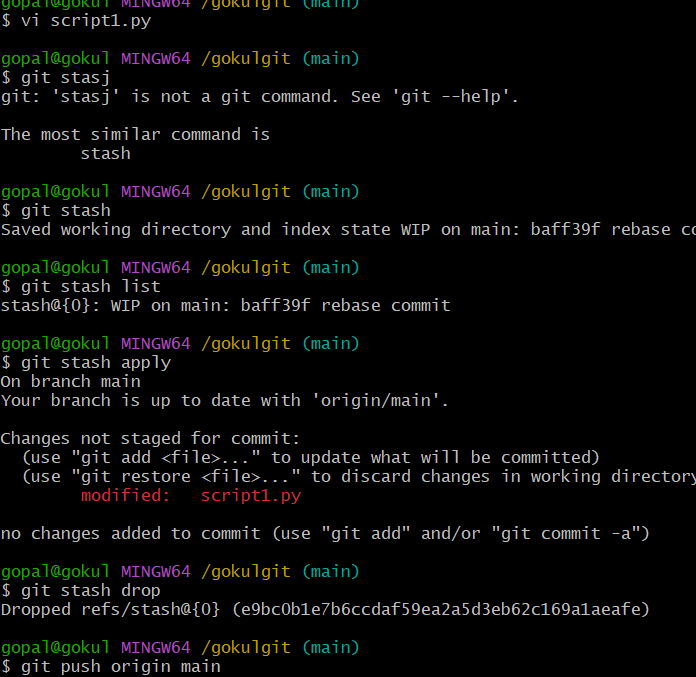 gopal@gokul MINGW64 /gokulgit (main)
$ vi script1.py
gopal@gokul MINGW64 /gokulgit (main)
$ git stasj
git: 'stasj' is not a git command. See 'git --help'.
The most similar command is
stash
gopal@gokul MINGW64 /gokulgit (main)
$ git stash
Saved working directory and index state WIP on main: baff39f rebase co
gopal@gokul MINGW64 /gokulgit (main)
$ git stash list
stash@{0}: WIP on main: baff39f rebase commit
gopal@gokul MINGW64 /gokulgit (main)
$ git stash apply
On branch main
Your branch is up to date with 'origin/main'.
Changes not staged for commit:
(use "git add <file>..." to update what will be committed)
(use "git restore <file>..." to discard changes in working directory
modified: script1.py
no changes added to commit (use "git add" and/or "git commit -a")
gopal@gokul MINGW64 /gokulgit (main)
$ git stash drop
Dropped refs/stash@{0} (e9bc0b1e7b6ccdaf59ea2a5d3eb62c169a1aeafe)
gopal@gokul MINGW64 /gokulgit (main)
$ git push origin main